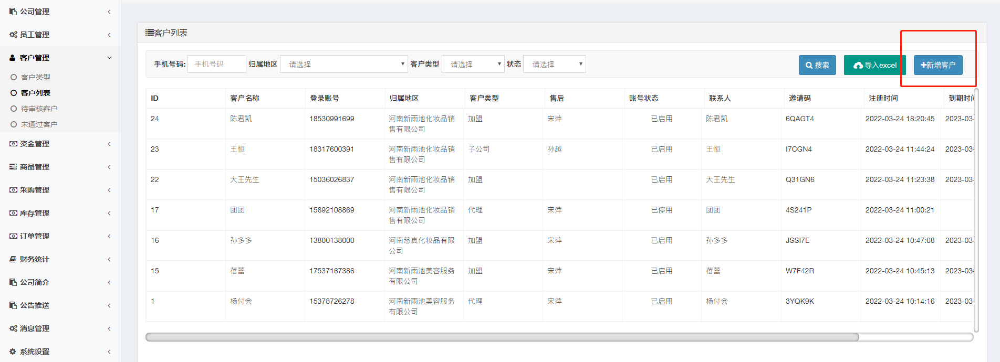 公司管理
员工管理
客户管理
客户类型
客户列表
待审核客户
未通过客户
资金管理
商品管理
采购管理
库存管理
订单管理
财务统计
公司简介
公告推送
消息管理
系统设置
客户列表
手机号码: 手机号码 归属地区 请选择 客户类型 请选择 状态 请选择 搜索 导入excel 新增客户
ID 客户名称 登录账号 归属地区 客户类型 售后 账号状态 联系人 邀请码 注册时间 到期时间
24 陈君凯 18530991699 河南新雨池化妆品销 加盟 宋萍 已启用 陈君凯 6QAGT4 2022-03-24 18:20:45 2023-03-
售有限公司
23 王恒 18317600391 河南新雨池化妆品销 子公司 孙越 已启用 王恒 I7CGN4 2022-03-24 11:44:24 2023-03-
售有限公司
22 大王先生 15036026837 河南新雨池化妆品销 加盟 已启用 大王先生 Q31GN6 2022-03-24 11:23:38 2023-03-
售有限公司
17 团团 15692108869 河南新雨池化妆品销 代理 宋萍 已停用 团团 4S241P 2022-03-24 11:00:21
售有限公司
16 孙多多 13800138000 河南慈真化妆品有限 加盟 宋萍 已启用 孙多多 JSSI7E 2022-03-24 10:47:08 2023-03-
公司
15 蓓蕾 17537167386 河南新雨池美容服务 加盟 宋萍 已启用 蓓蕾 W7F42R 2022-03-24 10:45:13 2023-03-
有限公司
1 杨付会 15378726278 河南新雨池美容服务 代理 宋萍 已启用 杨付会 3YQK9K 2022-03-24 10:14:16 2023-03-
有限公司